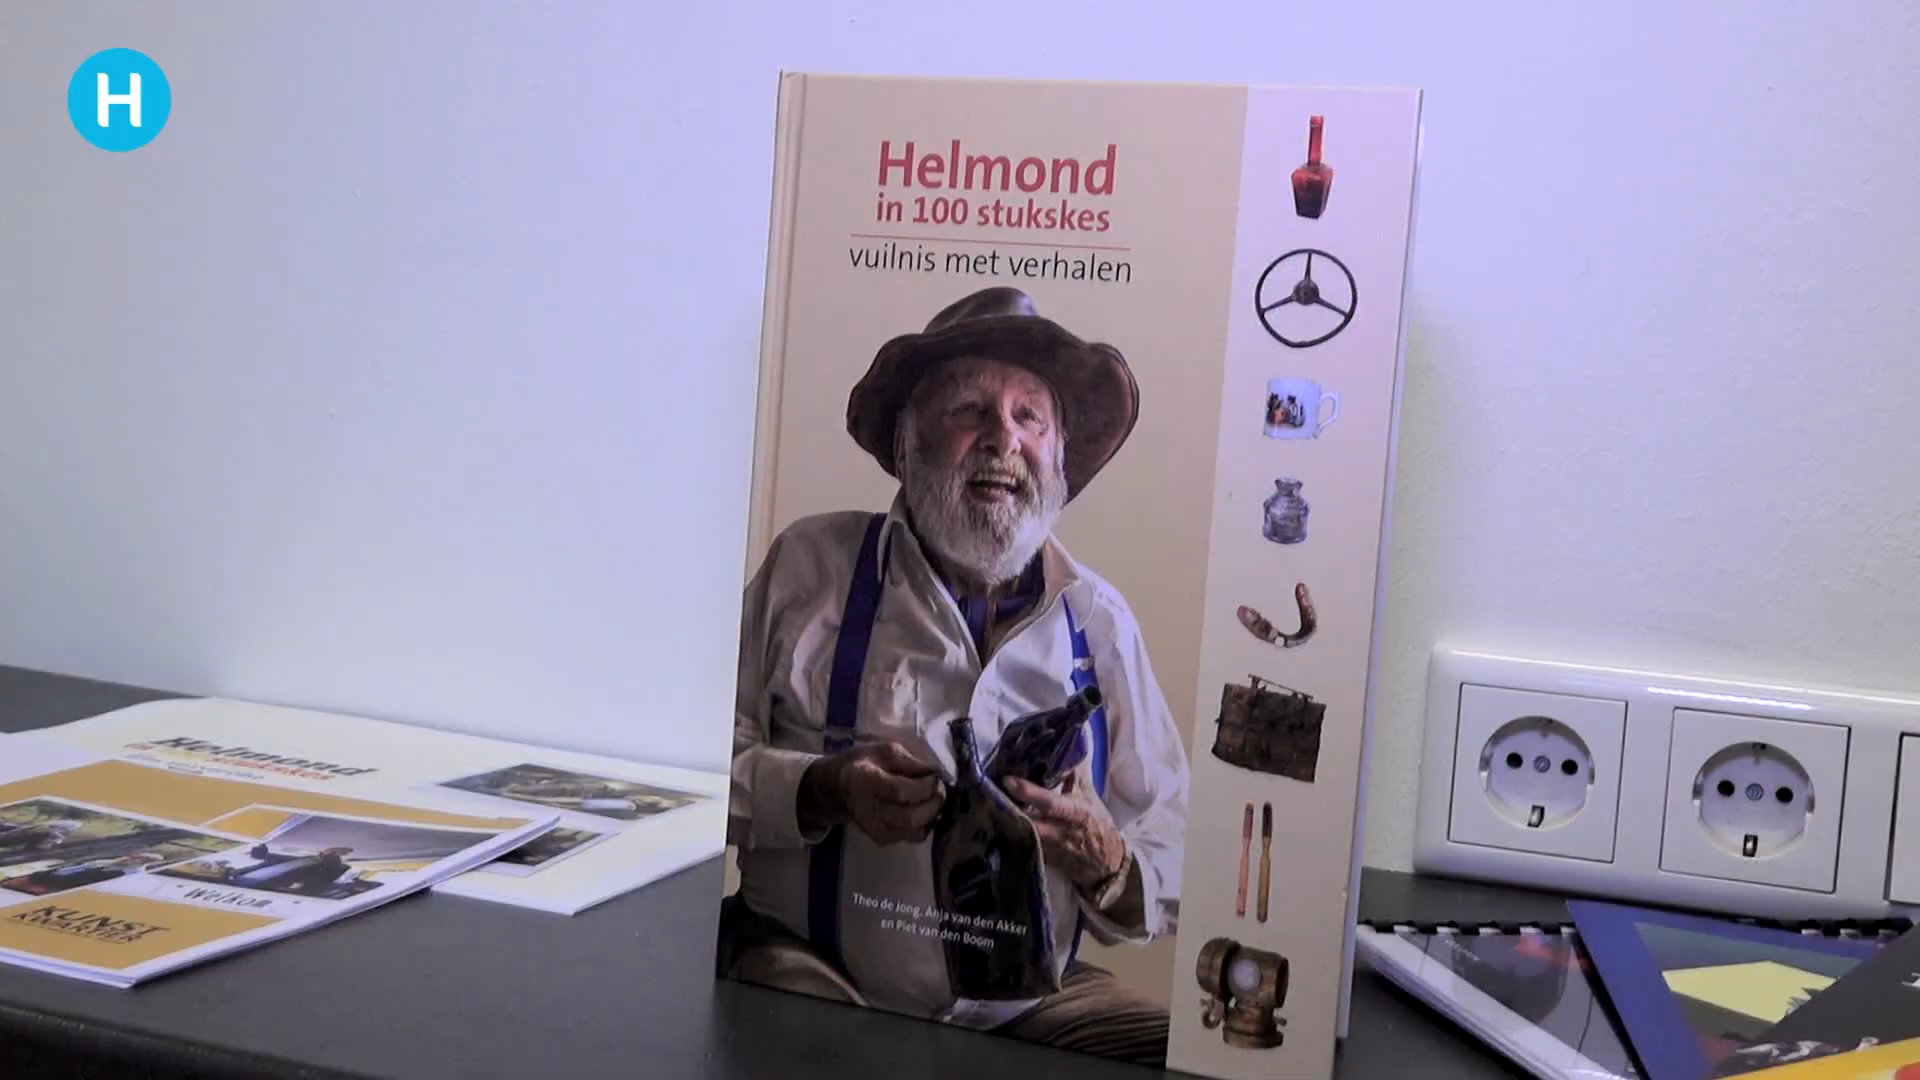 H
Helmond
in 100 stukskes
vuilnis met verhalen
Theo de Jong, Anja van den Akker
en Piet van den Boom
Helmond
stukskes
Welkom
KUNST
KWARTIER